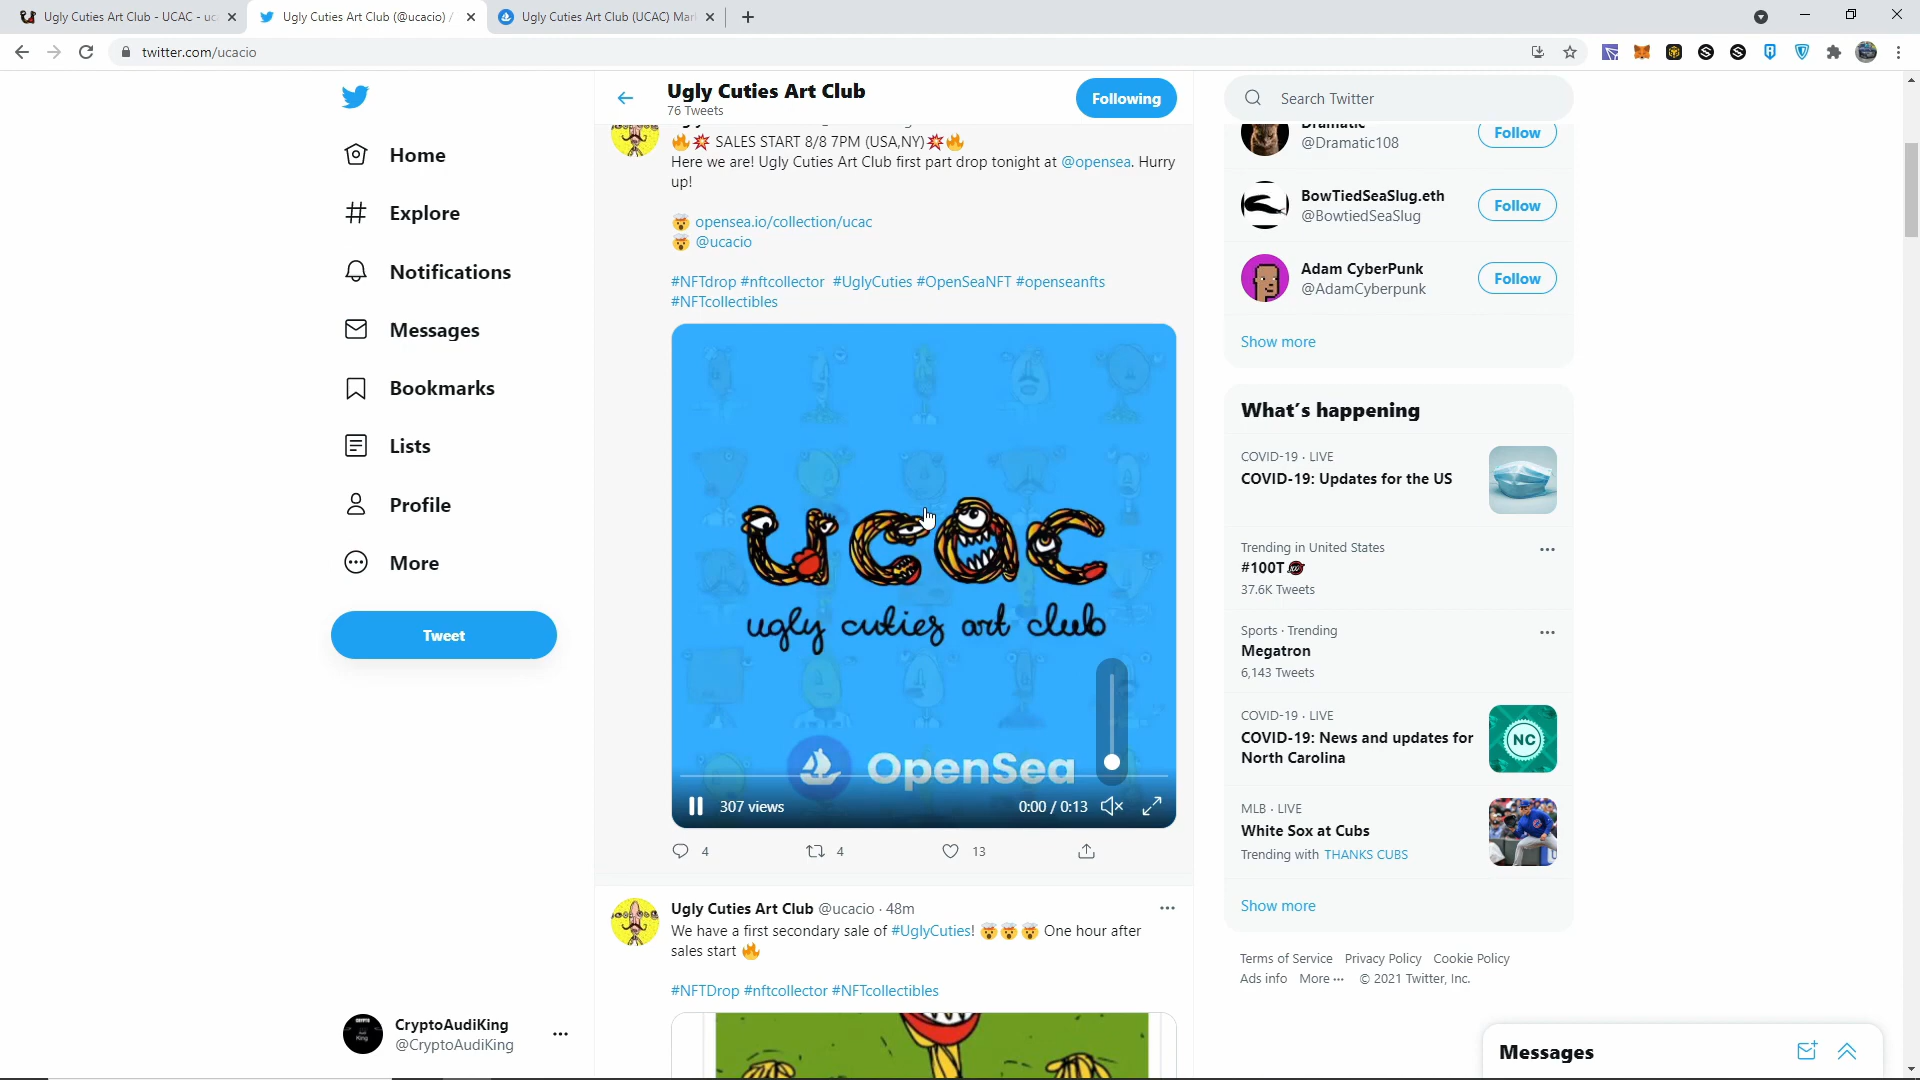 Ugly Cuties Art Club - UCAC - uc
Ugly Cuties Art Club (@ucacio) /
Ugly Cuties Art Club (UCAC) Mar
twitter.com/ucacio
Home
Explore
Notifications
Messages
Bookmarks
Lists
Profile
More
Tweet
CryptoAudiKing
@CryptoAudiKing
Ugly Cuties Art Club
76 Tweets
Following
SALES START 8/8 7PM (USA,NY)
Here we are! Ugly Cuties Art Club first part drop tonight at @opensea. Hurry
up!
opensea.io/collection/ucac
@ucacio
#NFTdrop #nftcollector #UglyCuties #OpenSeaNFT #openseanfts
#NFTcollectibles
ucac
ugly cuties art club
OpenSea
307 views
0:00 / 0:13
4
4
13
Ugly Cuties Art Club @ucacio · 48m
We have a first secondary sale of #UglyCuties! One hour after
sales start
#NFTDrop #nftcollector #NFTcollectibles
Search Twitter
Dramatic
@Dramatic108
Follow
BowTiedSeaSlug.eth
@BowtiedSeaSlug
Follow
Adam CyberPunk
@AdamCyberpunk
Follow
Show more
What's happening
COVID-19 · LIVE
COVID-19: Updates for the US
Trending in United States
#100T
37.6K Tweets
Sports · Trending
Megatron
6,143 Tweets
COVID-19 · LIVE
COVID-19: News and updates for
North Carolina
NC
MLB · LIVE
White Sox at Cubs
Trending with THANKS CUBS
Show more
Terms of Service Privacy Policy Cookie Policy
Ads info More ··· © 2021 Twitter, Inc.
Messages